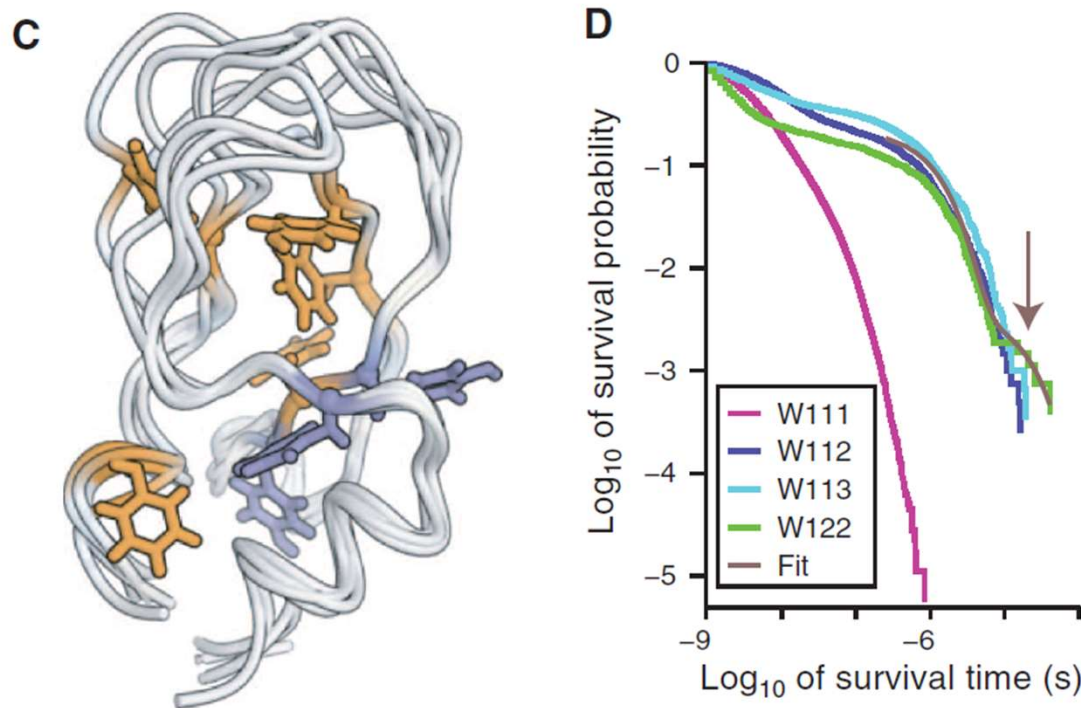 C
D
Log₁₀ of survival probability
0
−1
−2
−3
−4
−5
W111
W112
W113
W122
Fit
−9
−6
Log₁₀ of survival time (s)